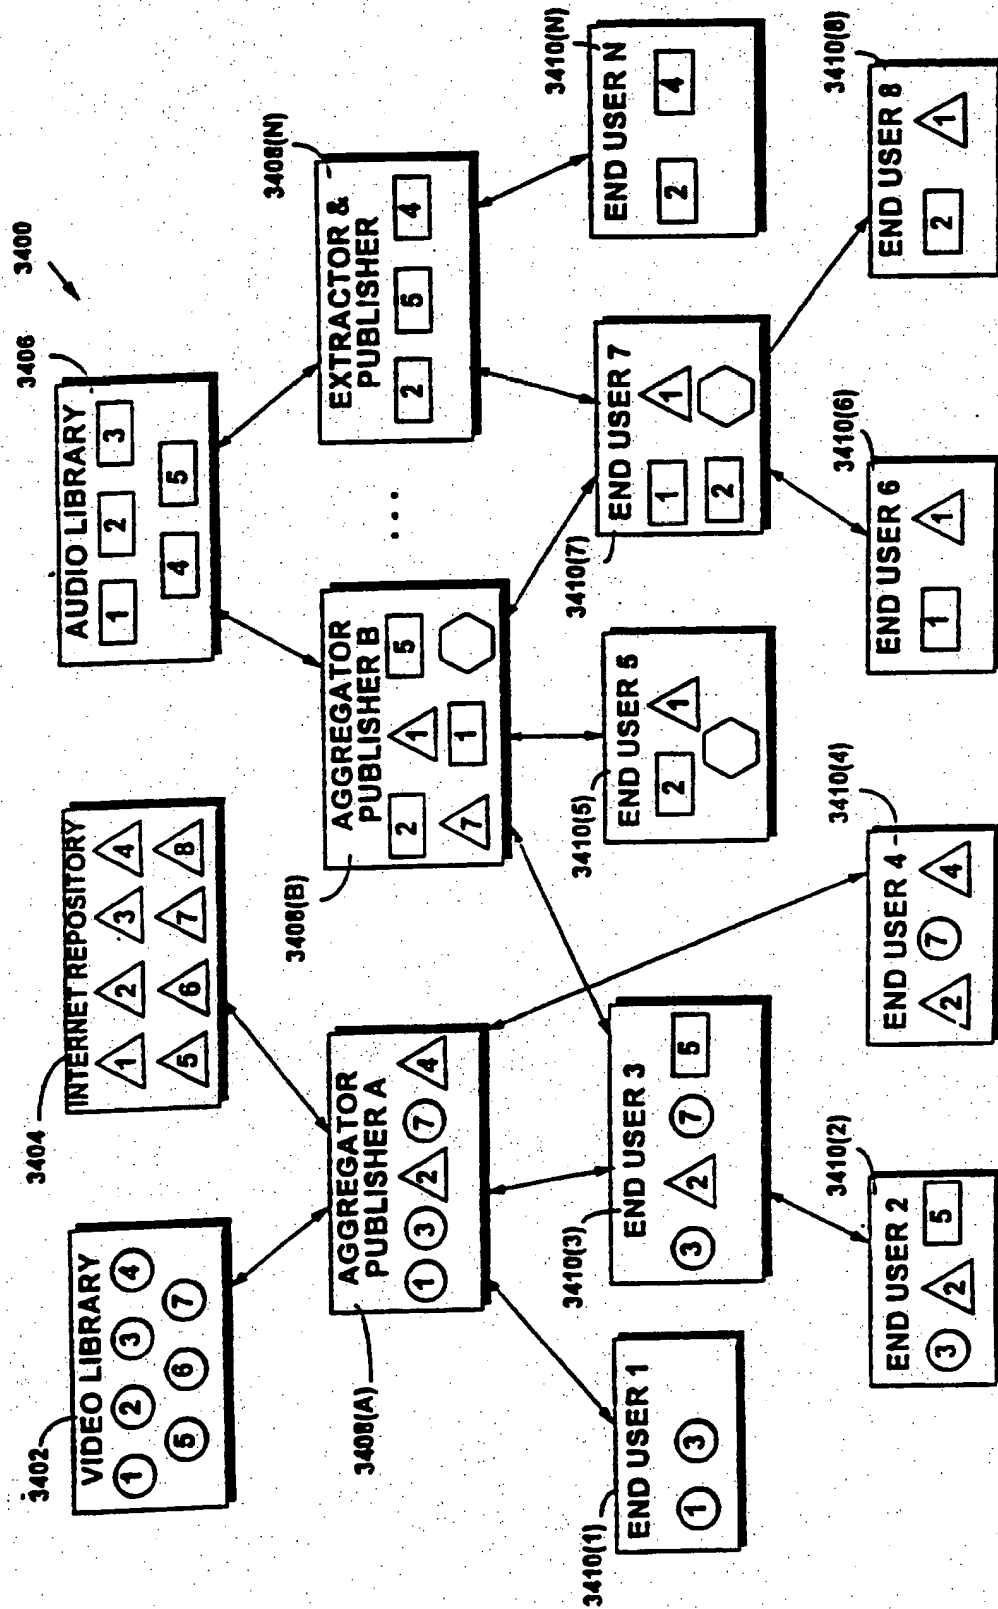 3400
3402
VIDEO LIBRARY
1 2 3 4
5 6 7
3404
INTERNET REPOSITORY
1 2 3 4
5 6 7 8
3406
AUDIO LIBRARY
1 2 3
4 5
3408(A)
AGGREGATOR
PUBLISHER A
1 3 2 7 4
3408(B)
AGGREGATOR
PUBLISHER B
2 1 5
7 1
...
3408(N)
EXTRACTOR &
PUBLISHER
2 5 4
3410(1)
END USER 1
1 3
3410(3)
END USER 3
3 2 7 5
3410(5)
END USER 5
2 1
3410(7)
END USER 7
1 1
2
3410(N)
END USER N
2 4
3410(2)
END USER 2
3 2 5
3410(4)
END USER 4
2 7 4
3410(6)
END USER 6
1 1
3410(8)
END USER 8
2 1